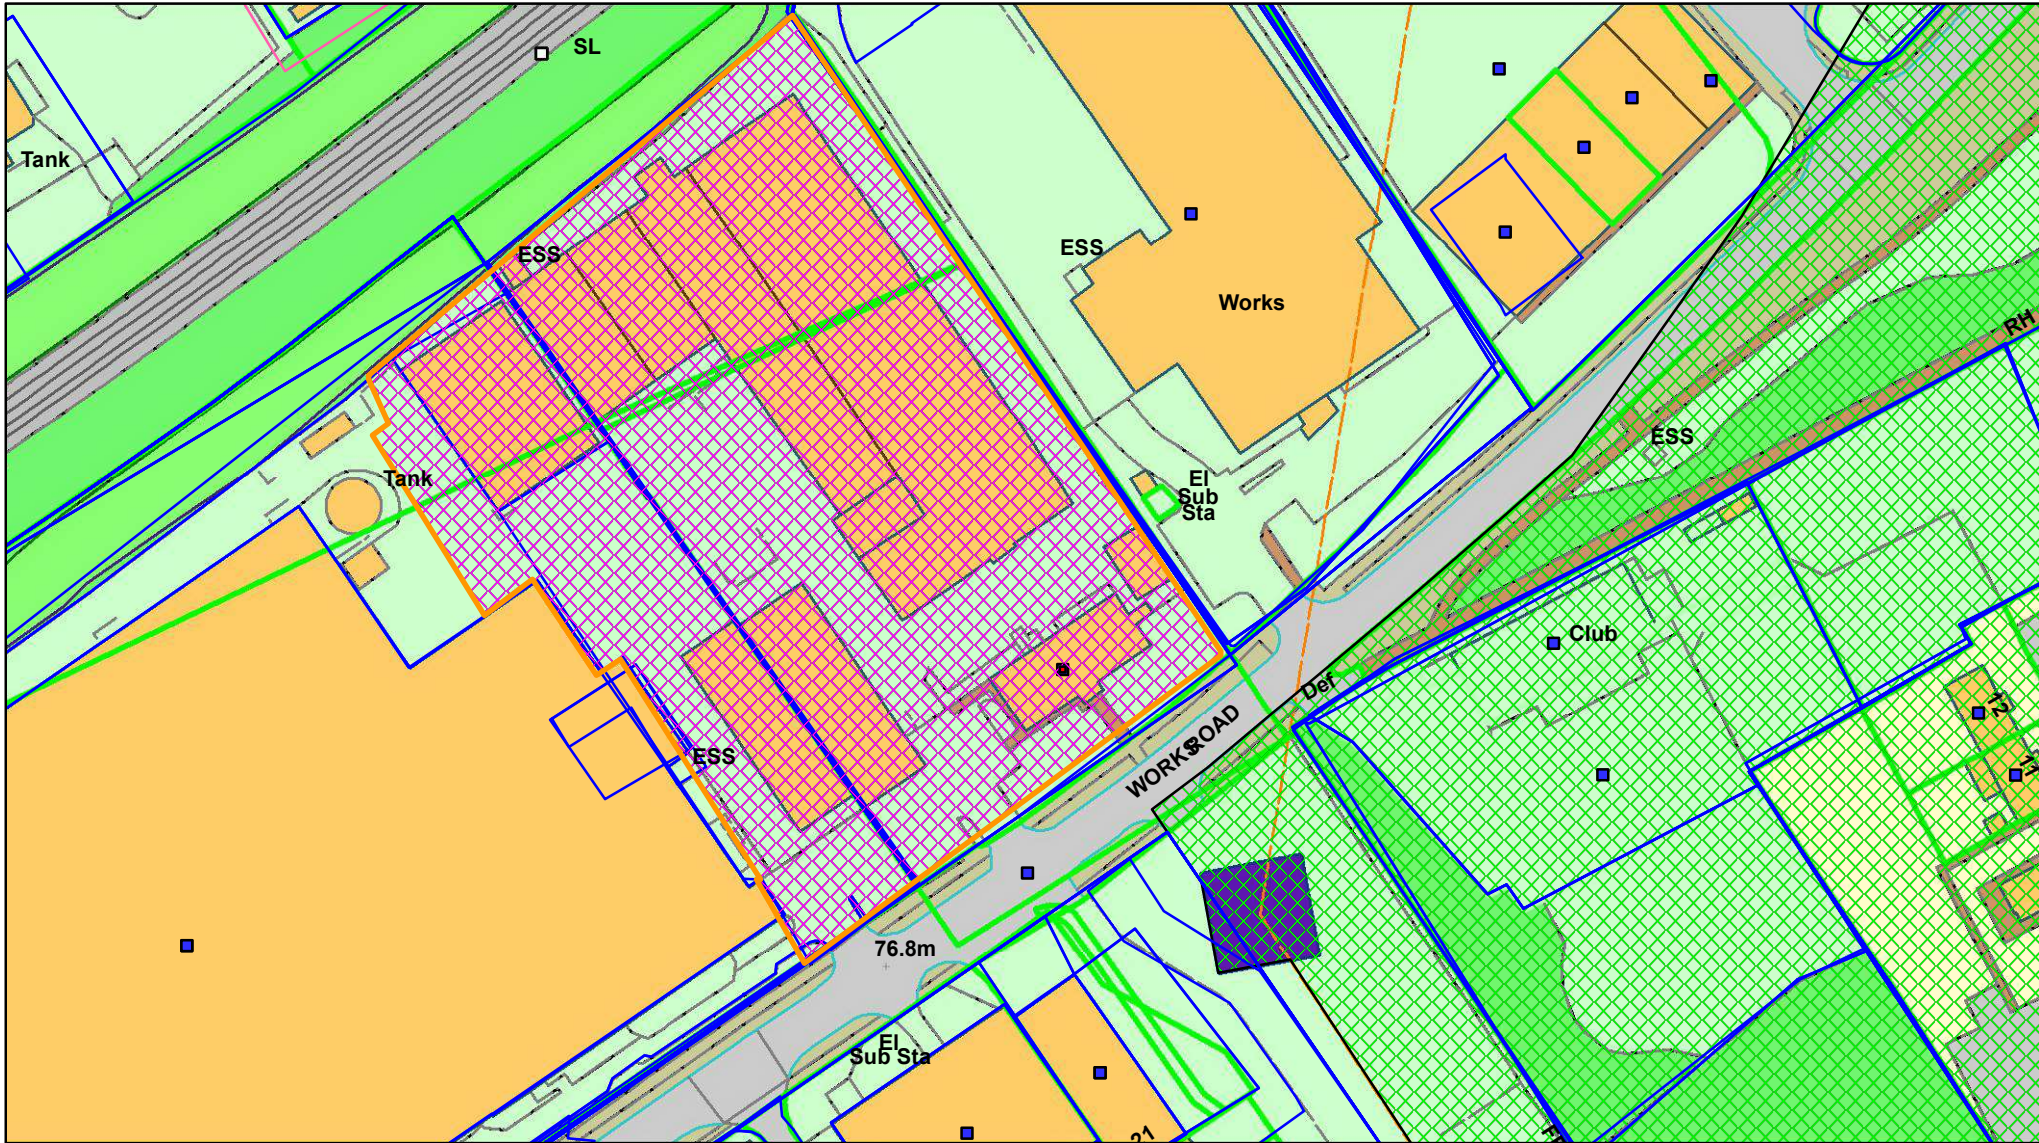 SL
Tank
ESS
ESS
Works
RH
ESS
Tank
El
Sub
Sta
Club
Def
12
WORKS ROAD
ESS
11
76.8m
El
Sub Sta
21